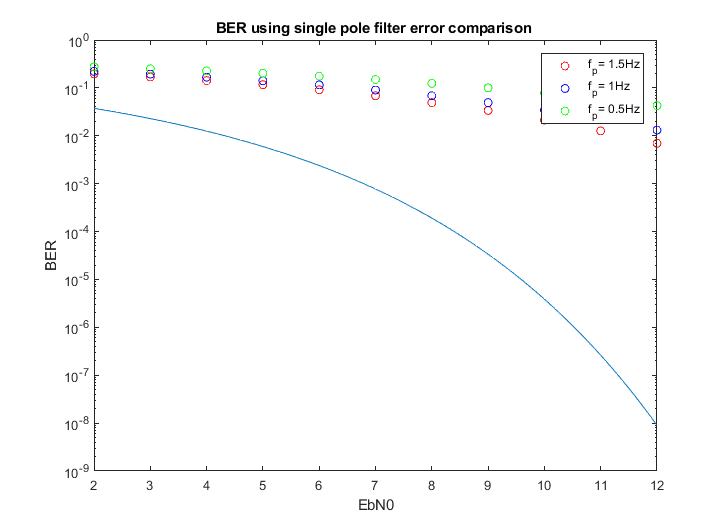 BER using single pole filter error comparison
10^0
10^-1
10^-2
10^-3
10^-4
10^-5
10^-6
10^-7
10^-8
10^-9
BER
f_p = 1.5Hz
f_p = 1Hz
f_p = 0.5Hz
2 3 4 5 6 7 8 9 10 11 12
EbN0